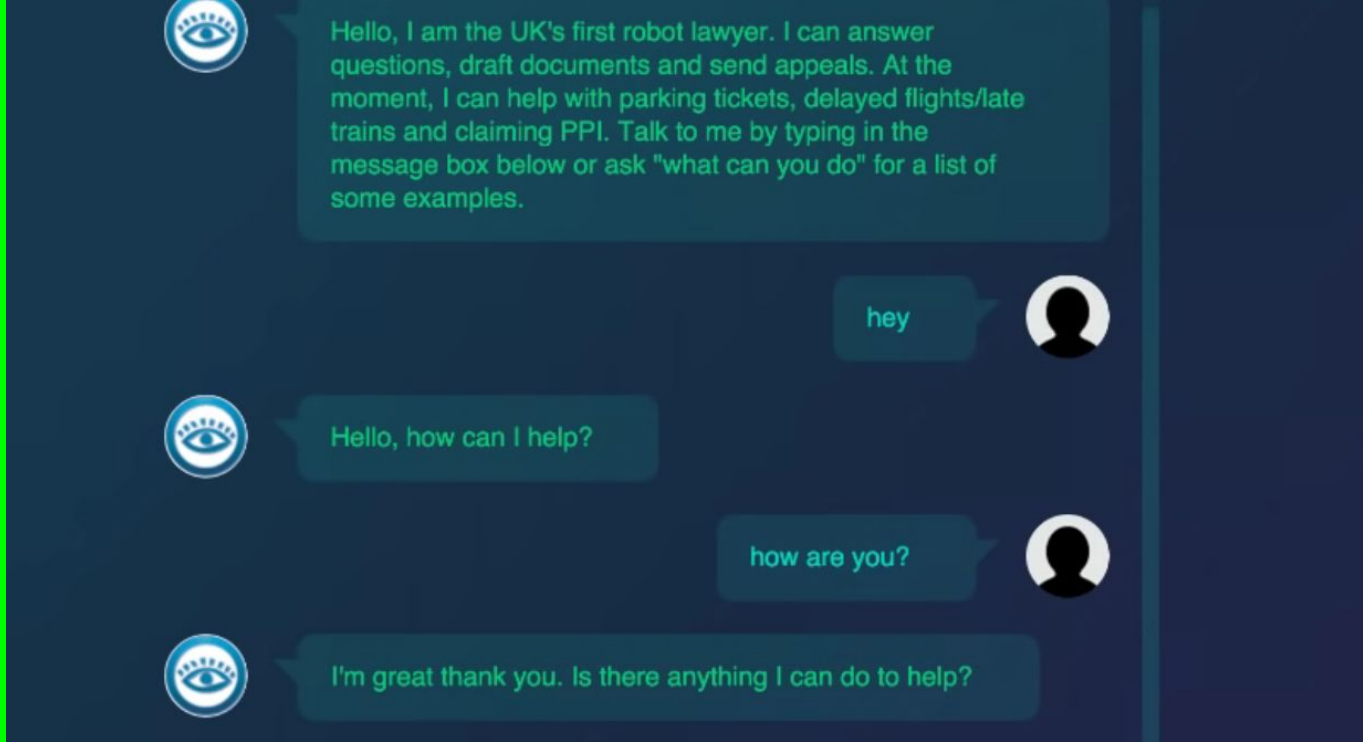 Hello, I am the UK's first robot lawyer. I can answer
questions, draft documents and send appeals. At the
moment, I can help with parking tickets, delayed flights/late
trains and claiming PPI. Talk to me by typing in the
message box below or ask "what can you do" for a list of
some examples.
hey
Hello, how can I help?
how are you?
I'm great thank you. Is there anything I can do to help?